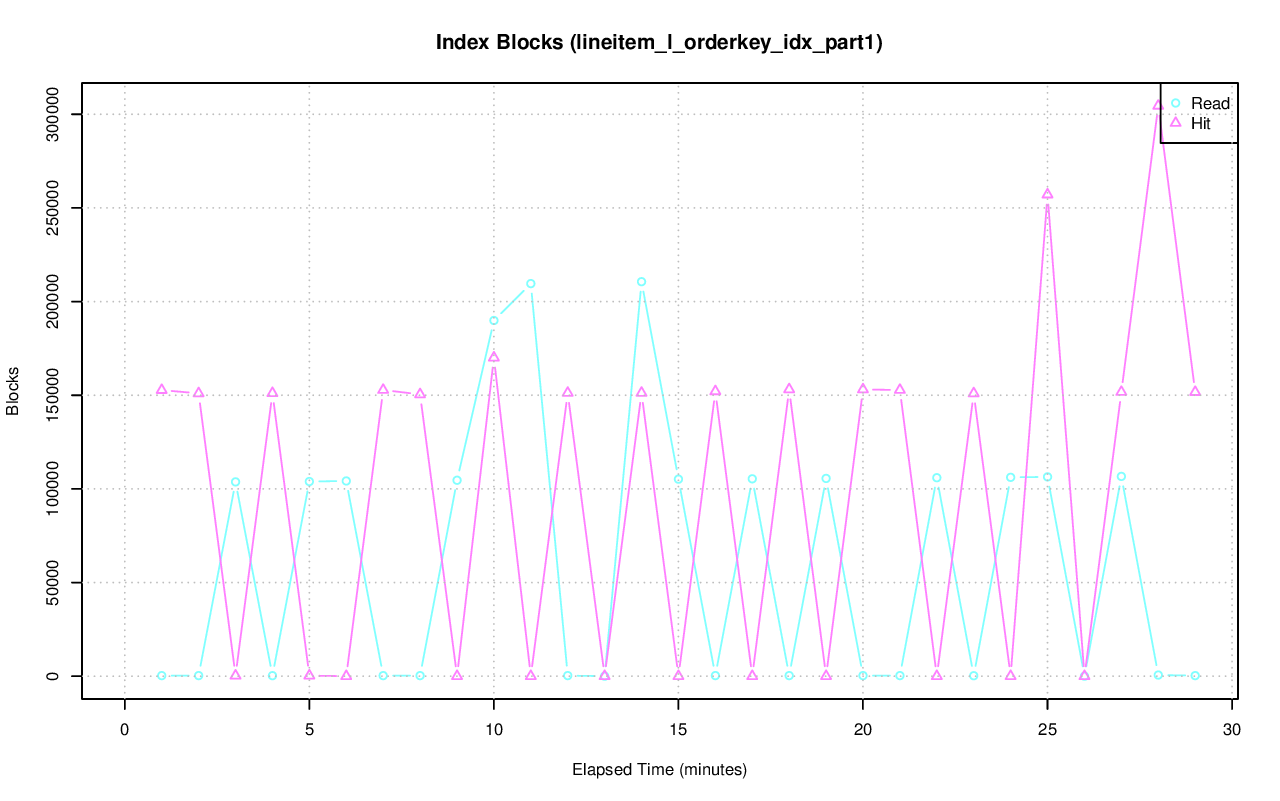 Index Blocks (lineitem_l_orderkey_idx_part1)
Read
Hit
300000
250000
200000
150000
100000
50000
0
Blocks
0 5 10 15 20 25 30
Elapsed Time (minutes)